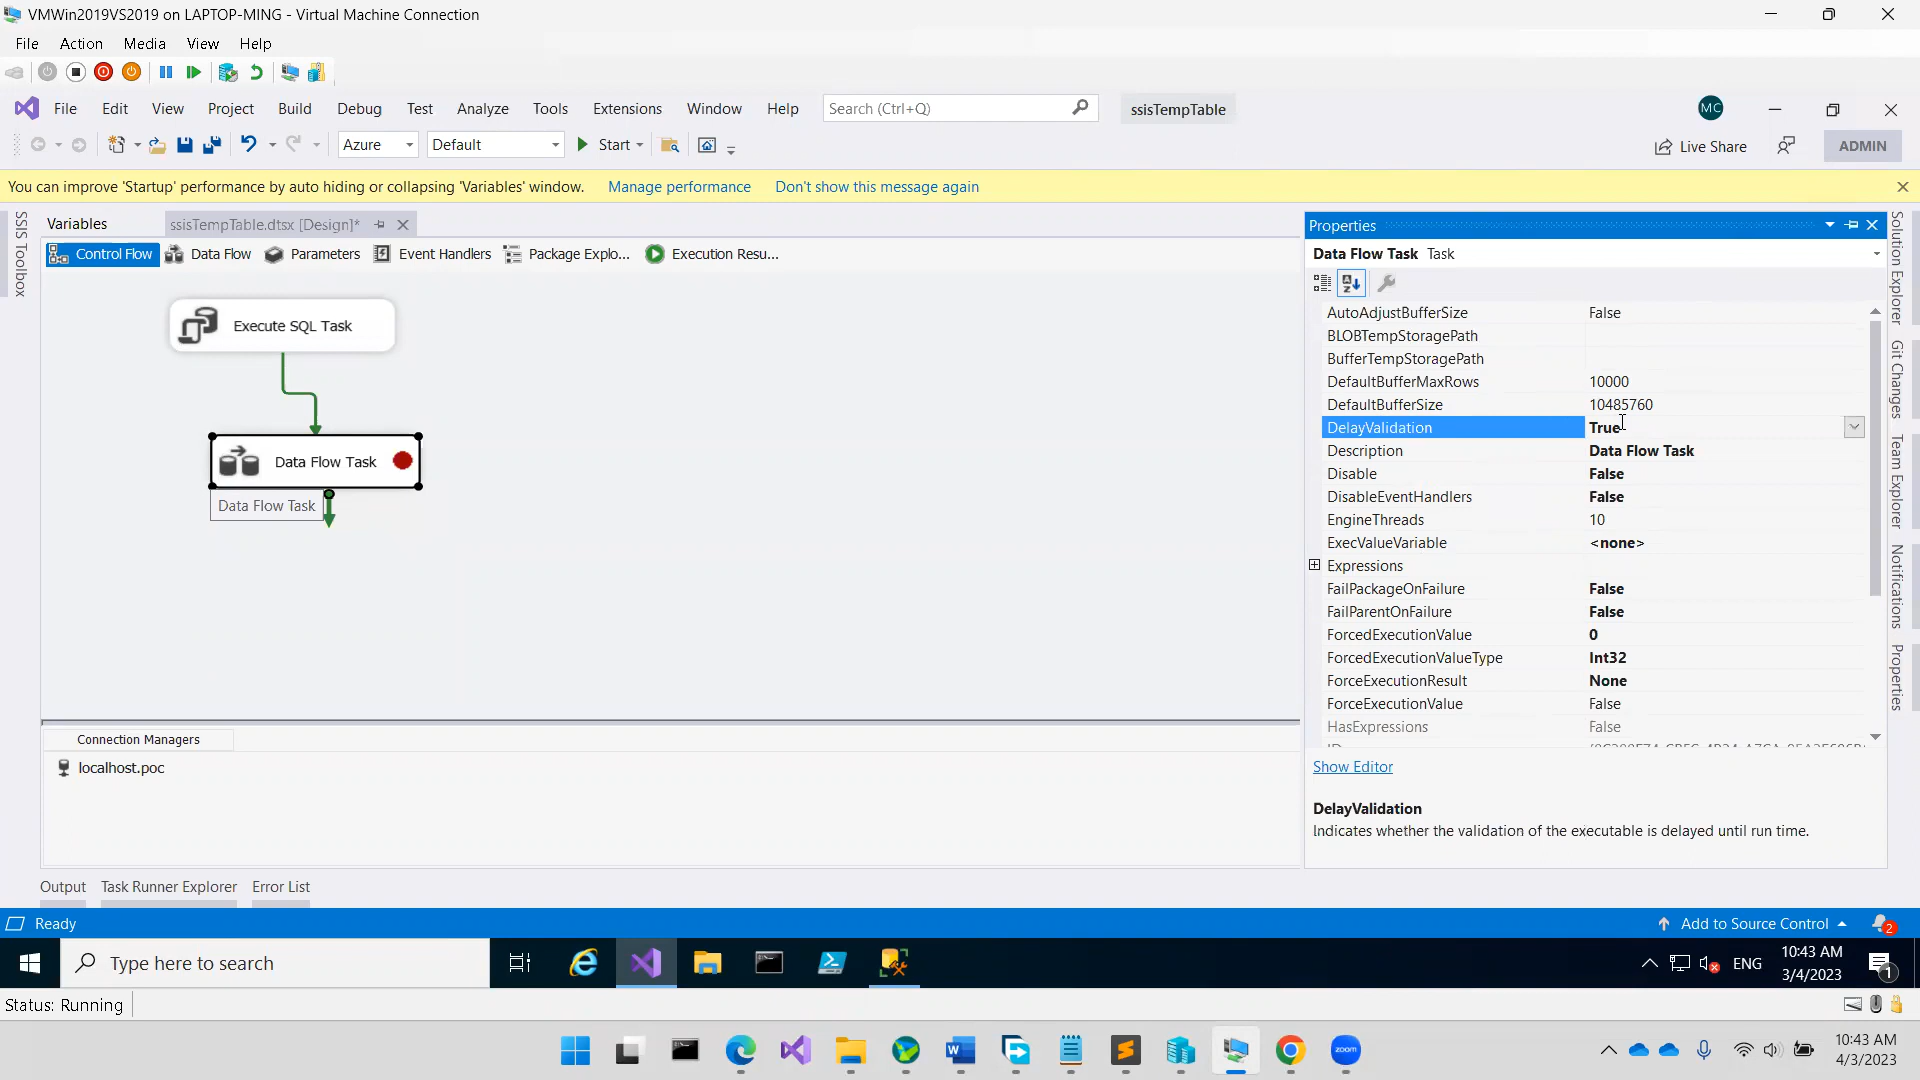 VMWin2019VS2019 on LAPTOP-MING - Virtual Machine Connection
File Action Media View Help
File Edit View Project Build Debug Test Analyze Tools Extensions Window Help Search (Ctrl+Q) ssisTempTable MC
Azure Default Start Live Share ADMIN
You can improve 'Startup' performance by auto hiding or collapsing 'Variables' window. Manage performance Don't show this message again
SSIS Toolbox
Variables ssisTempTable.dtsx [Design]*
Control Flow Data Flow Parameters Event Handlers Package Explo... Execution Resu...
Execute SQL Task
Data Flow Task
Data Flow Task
Connection Managers
localhost.poc
Output Task Runner Explorer Error List
Properties
Data Flow Task Task
AutoAdjustBufferSize False
BLOBTempStoragePath
BufferTempStoragePath
DefaultBufferMaxRows 10000
DefaultBufferSize 10485760
DelayValidation True
Description Data Flow Task
Disable False
DisableEventHandlers False
EngineThreads 10
ExecValueVariable <none>
Expressions
FailPackageOnFailure False
FailParentOnFailure False
ForcedExecutionValue 0
ForcedExecutionValueType Int32
ForceExecutionResult None
ForceExecutionValue False
HasExpressions False
Show Editor
DelayValidation
Indicates whether the validation of the executable is delayed until run time.
Solution Explorer
Git Changes
Team Explorer
Notifications
Properties
Ready Add to Source Control 2
Type here to search ENG 10:43 AM
3/4/2023 1
Status: Running
zoom 10:43 AM
4/3/2023